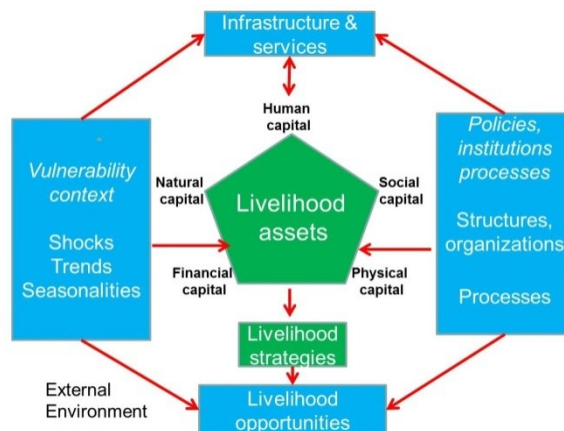 Infrastructure &
services
Human
capital
Vulnerability
context
Shocks
Trends
Seasonalities
Natural
capital
Livelihood
assets
Social
capital
Financial
capital
Physical
capital
Policies,
institutions
processes
Structures,
organizations
Processes
Livelihood
strategies
External
Environment
Livelihood
opportunities